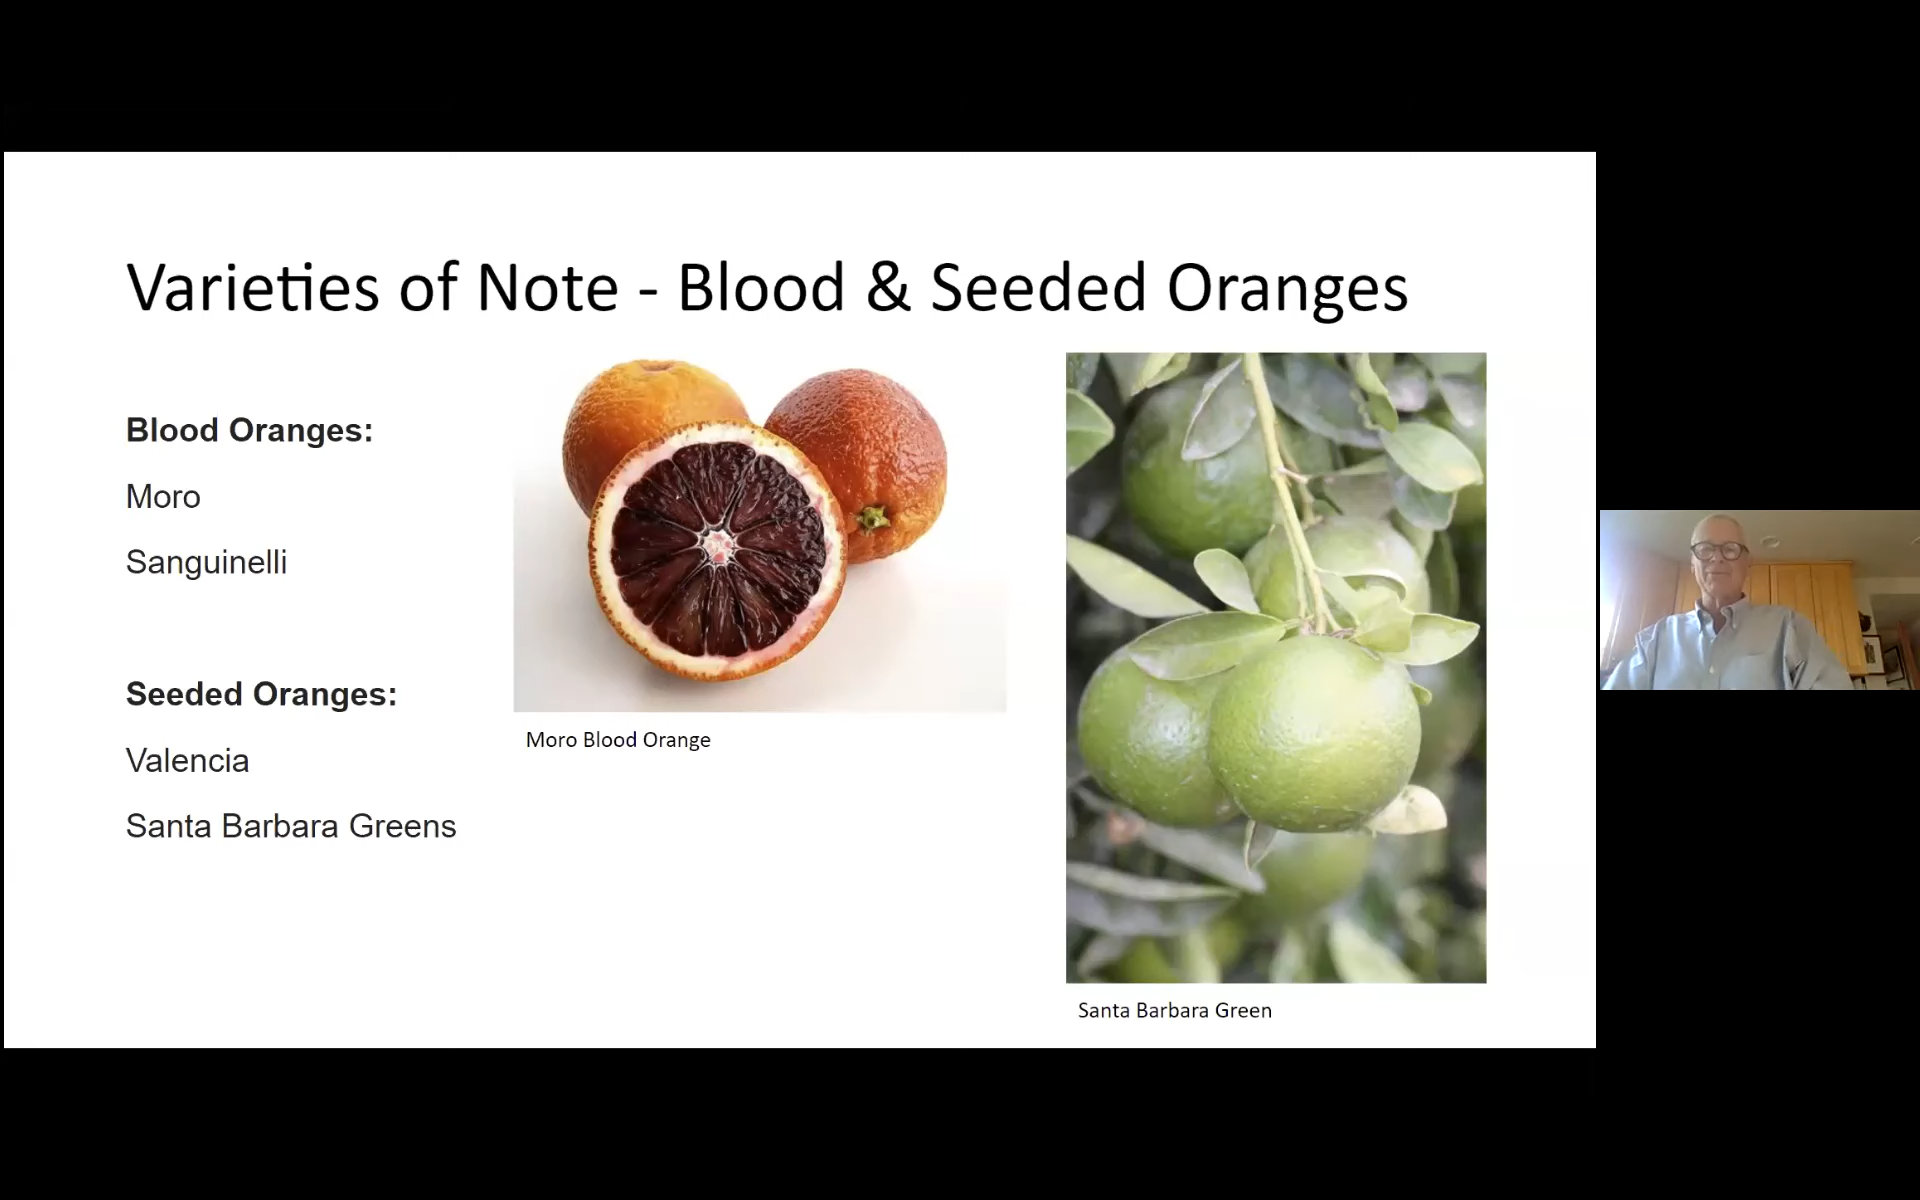 Varieties of Note - Blood & Seeded Oranges
Blood Oranges:
Moro
Sanguinelli
Seeded Oranges:
Valencia
Santa Barbara Greens
Moro Blood Orange
Santa Barbara Green